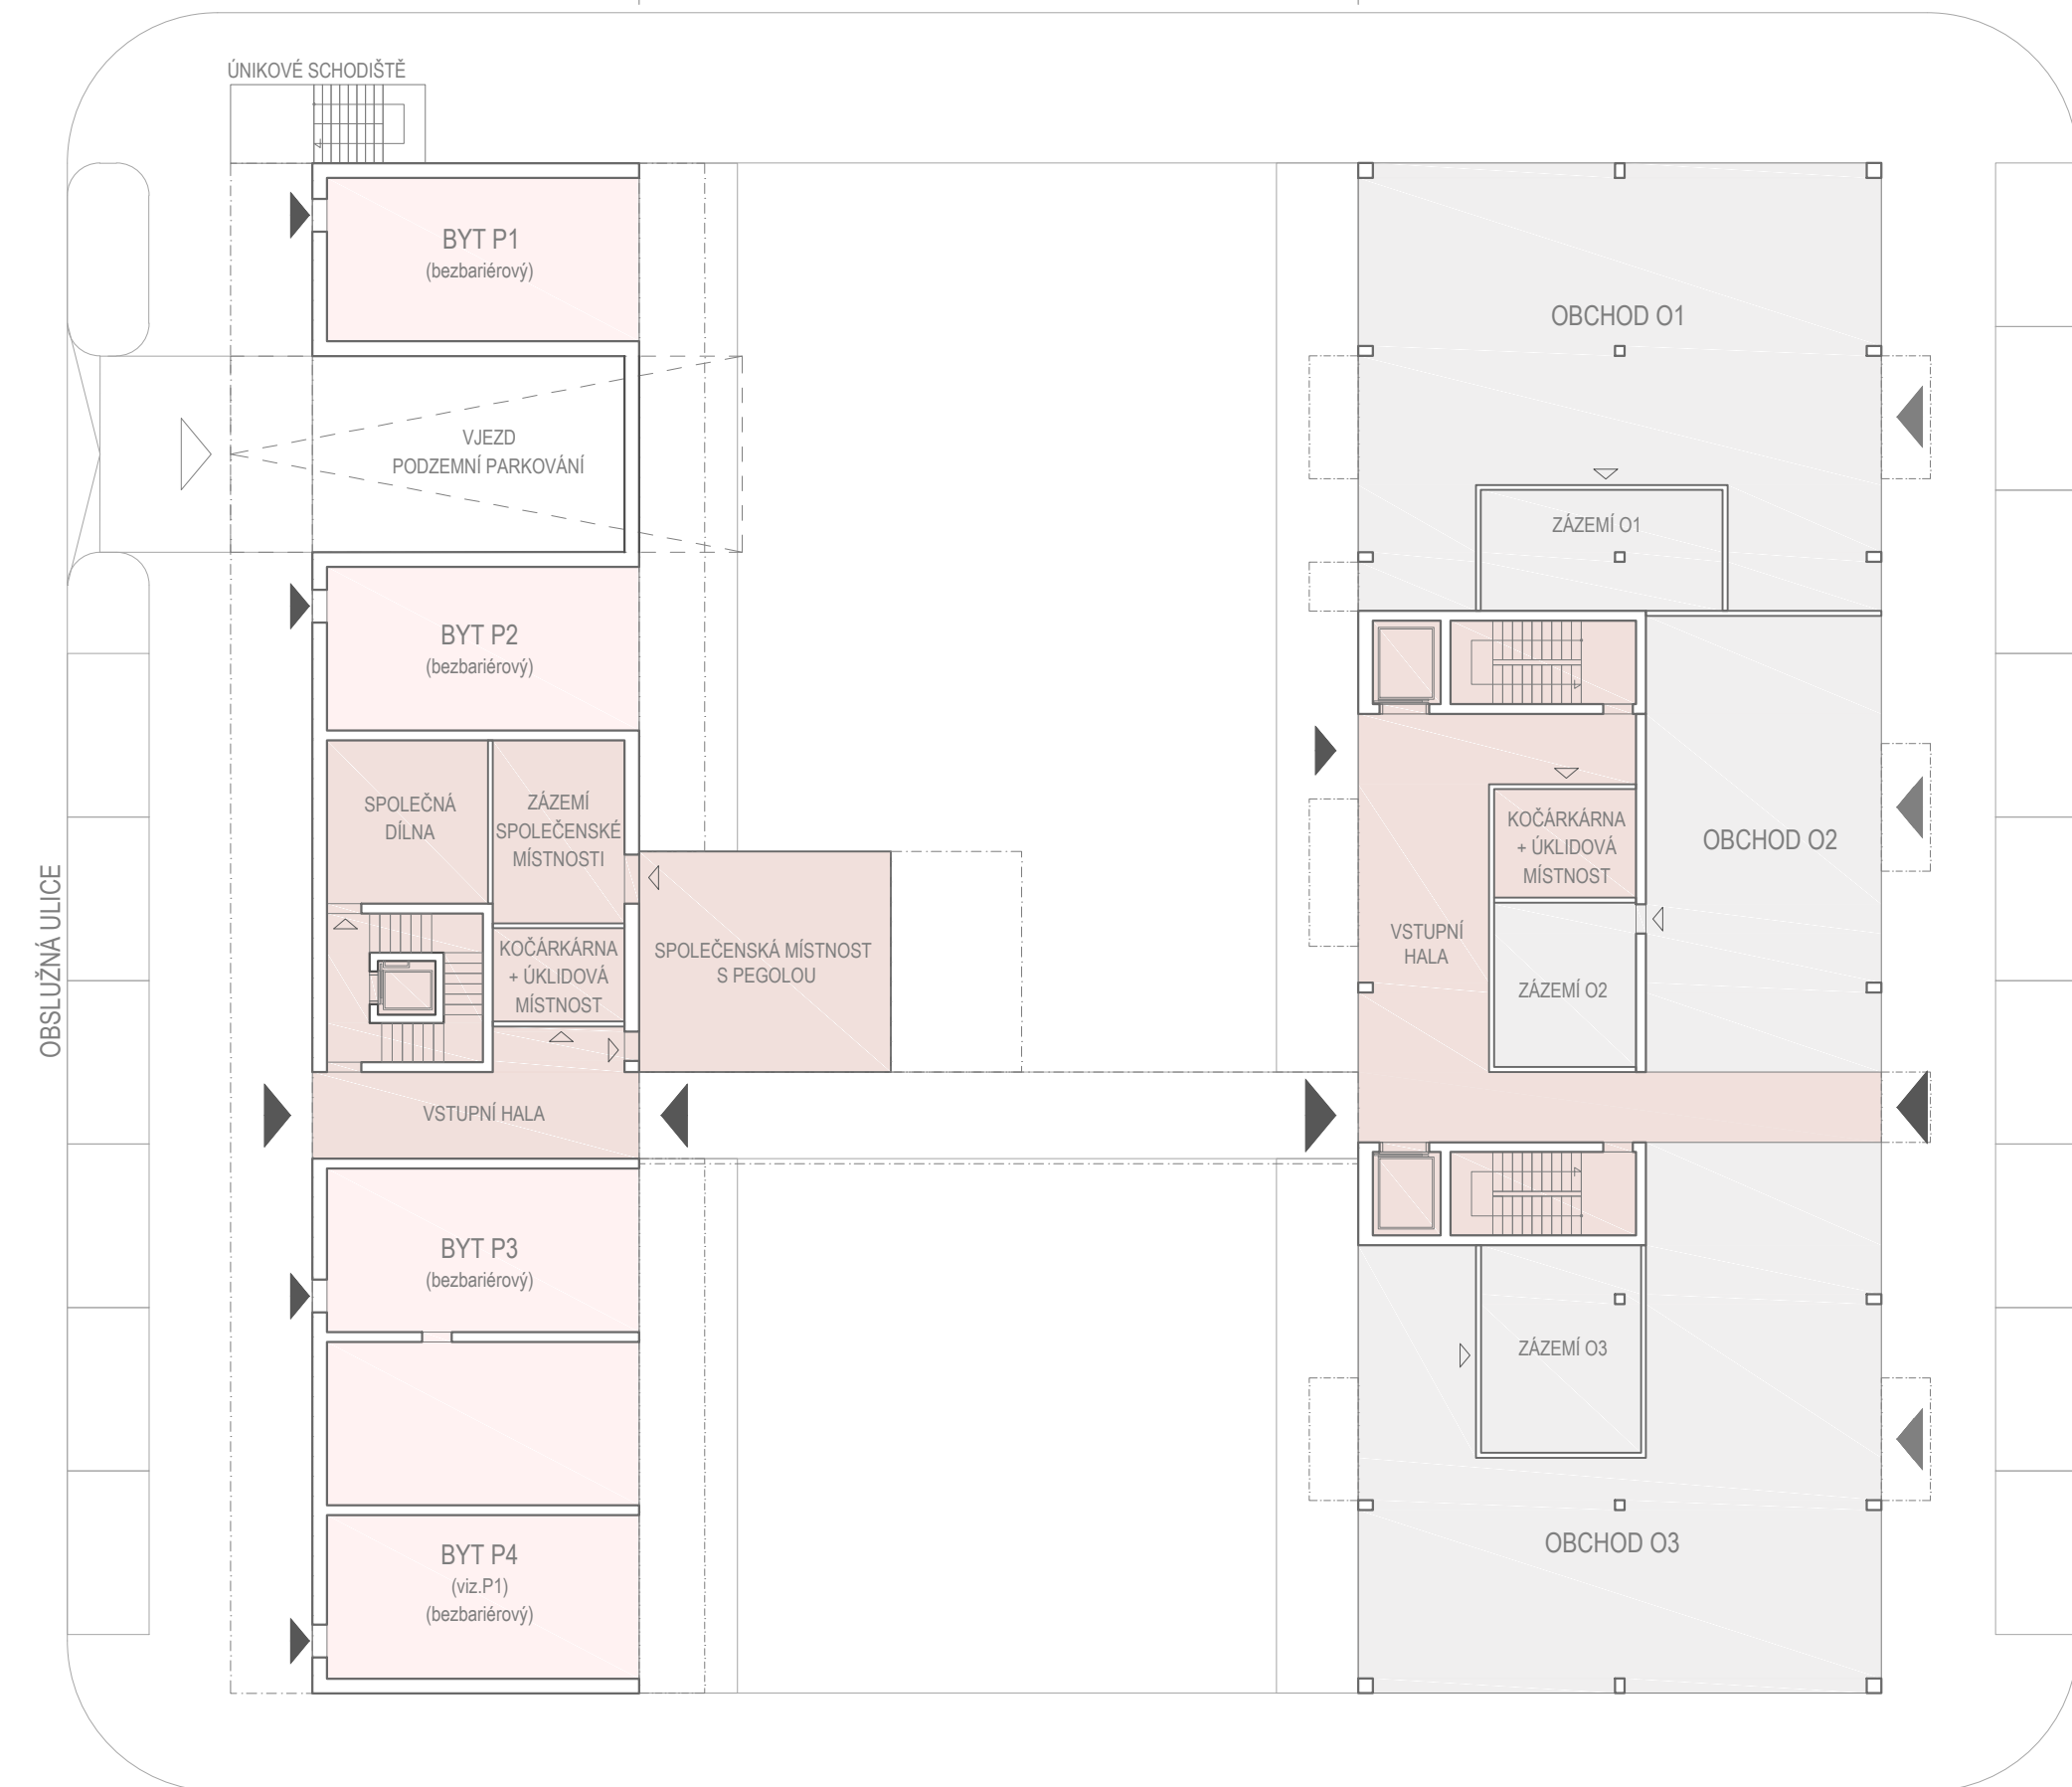 ÚNIKOVÉ SCHODIŠTĚ
BYT P1
(bezbariérový)
VJEZD
PODZEMNÍ PARKOVÁNÍ
BYT P2
(bezbariérový)
SPOLEČNÁ
DÍLNA
ZÁZEMÍ
SPOLEČENSKÉ
MÍSTNOSTI
KOČÁRKÁRNA
+ ÚKLIDOVÁ
MÍSTNOST
SPOLEČENSKÁ MÍSTNOST
S PEGOLOU
VSTUPNÍ HALA
BYT P3
(bezbariérový)
BYT P4
(viz.P1)
(bezbariérový)
OBSLUŽNÁ ULICE
OBCHOD O1
ZÁZEMÍ O1
KOČÁRKÁRNA
+ ÚKLIDOVÁ
MÍSTNOST
OBCHOD O2
VSTUPNÍ
HALA
ZÁZEMÍ O2
ZÁZEMÍ O3
OBCHOD O3